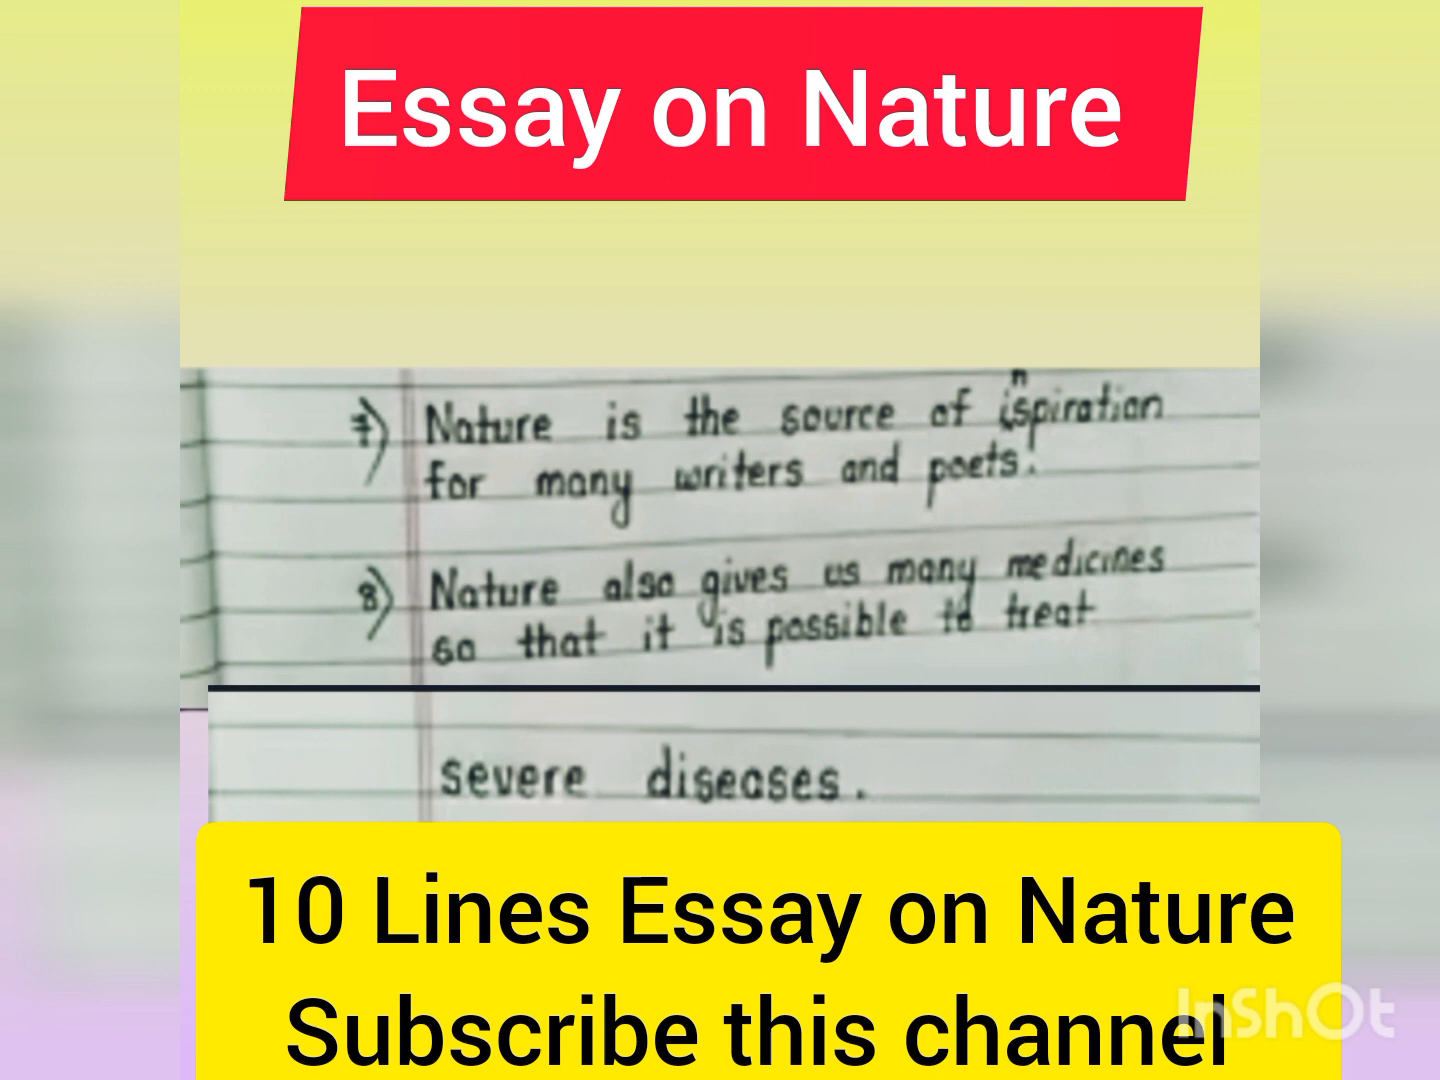 Essay on Nature
7) Nature is the source of inspiration
for many writers and poets.
8) Nature also gives us many medicines
so that it is possible to treat
severe diseases.
10 Lines Essay on Nature
Subscribe this channel
InShOt